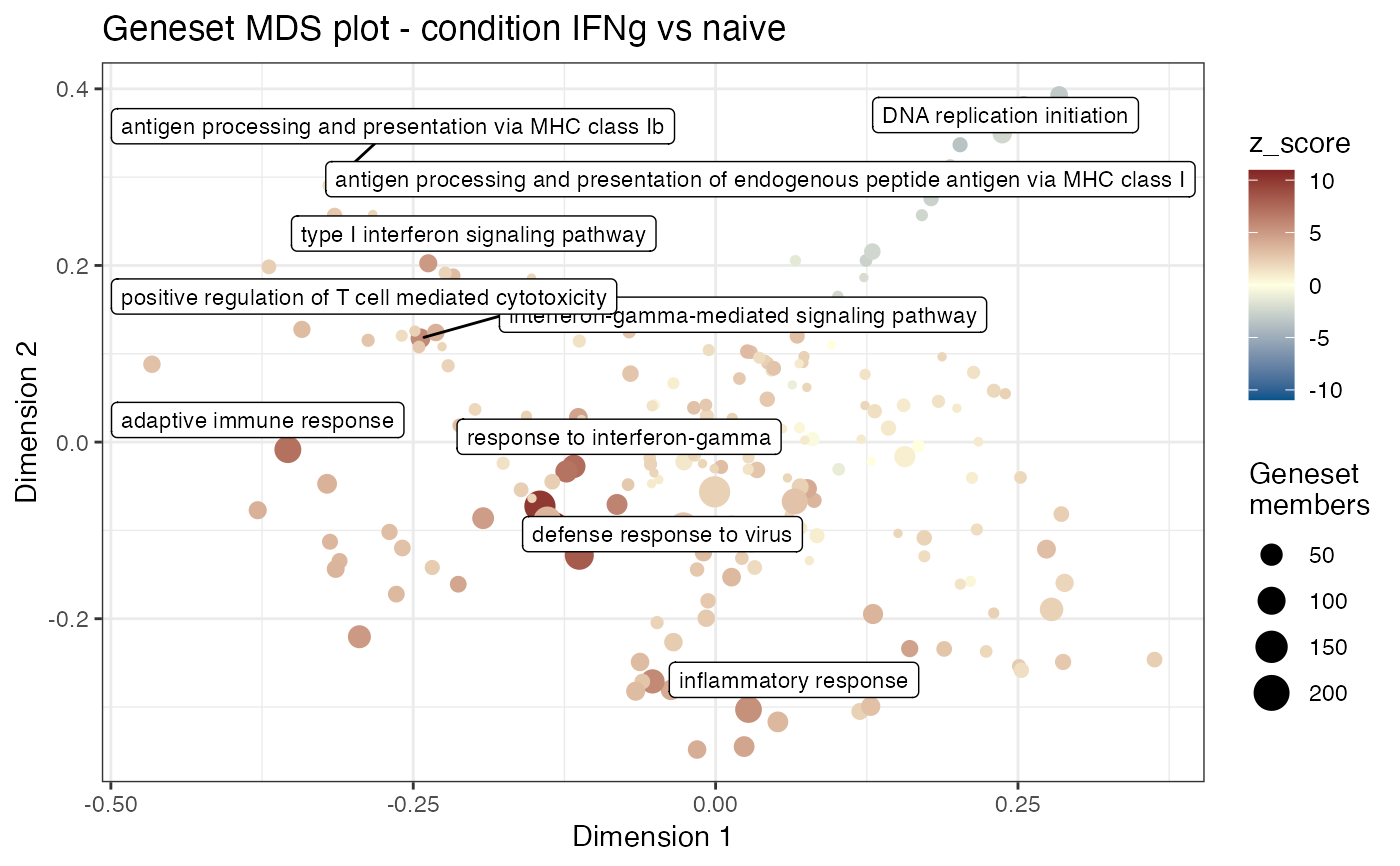 Geneset MDS plot - condition IFNg vs naive
0.4
0.2
0.0
-0.2
Dimension 2
antigen processing and presentation via MHC class Ib
DNA replication initiation
antigen processing and presentation of endogenous peptide antigen via MHC class I
type I interferon signaling pathway
positive regulation of T cell mediated cytotoxicity
interferon-gamma-mediated signaling pathway
adaptive immune response
response to interferon-gamma
defense response to virus
inflammatory response
-0.50
-0.25
0.00
0.25
Dimension 1
z_score
10
5
0
-5
-10
Geneset
members
50
100
150
200